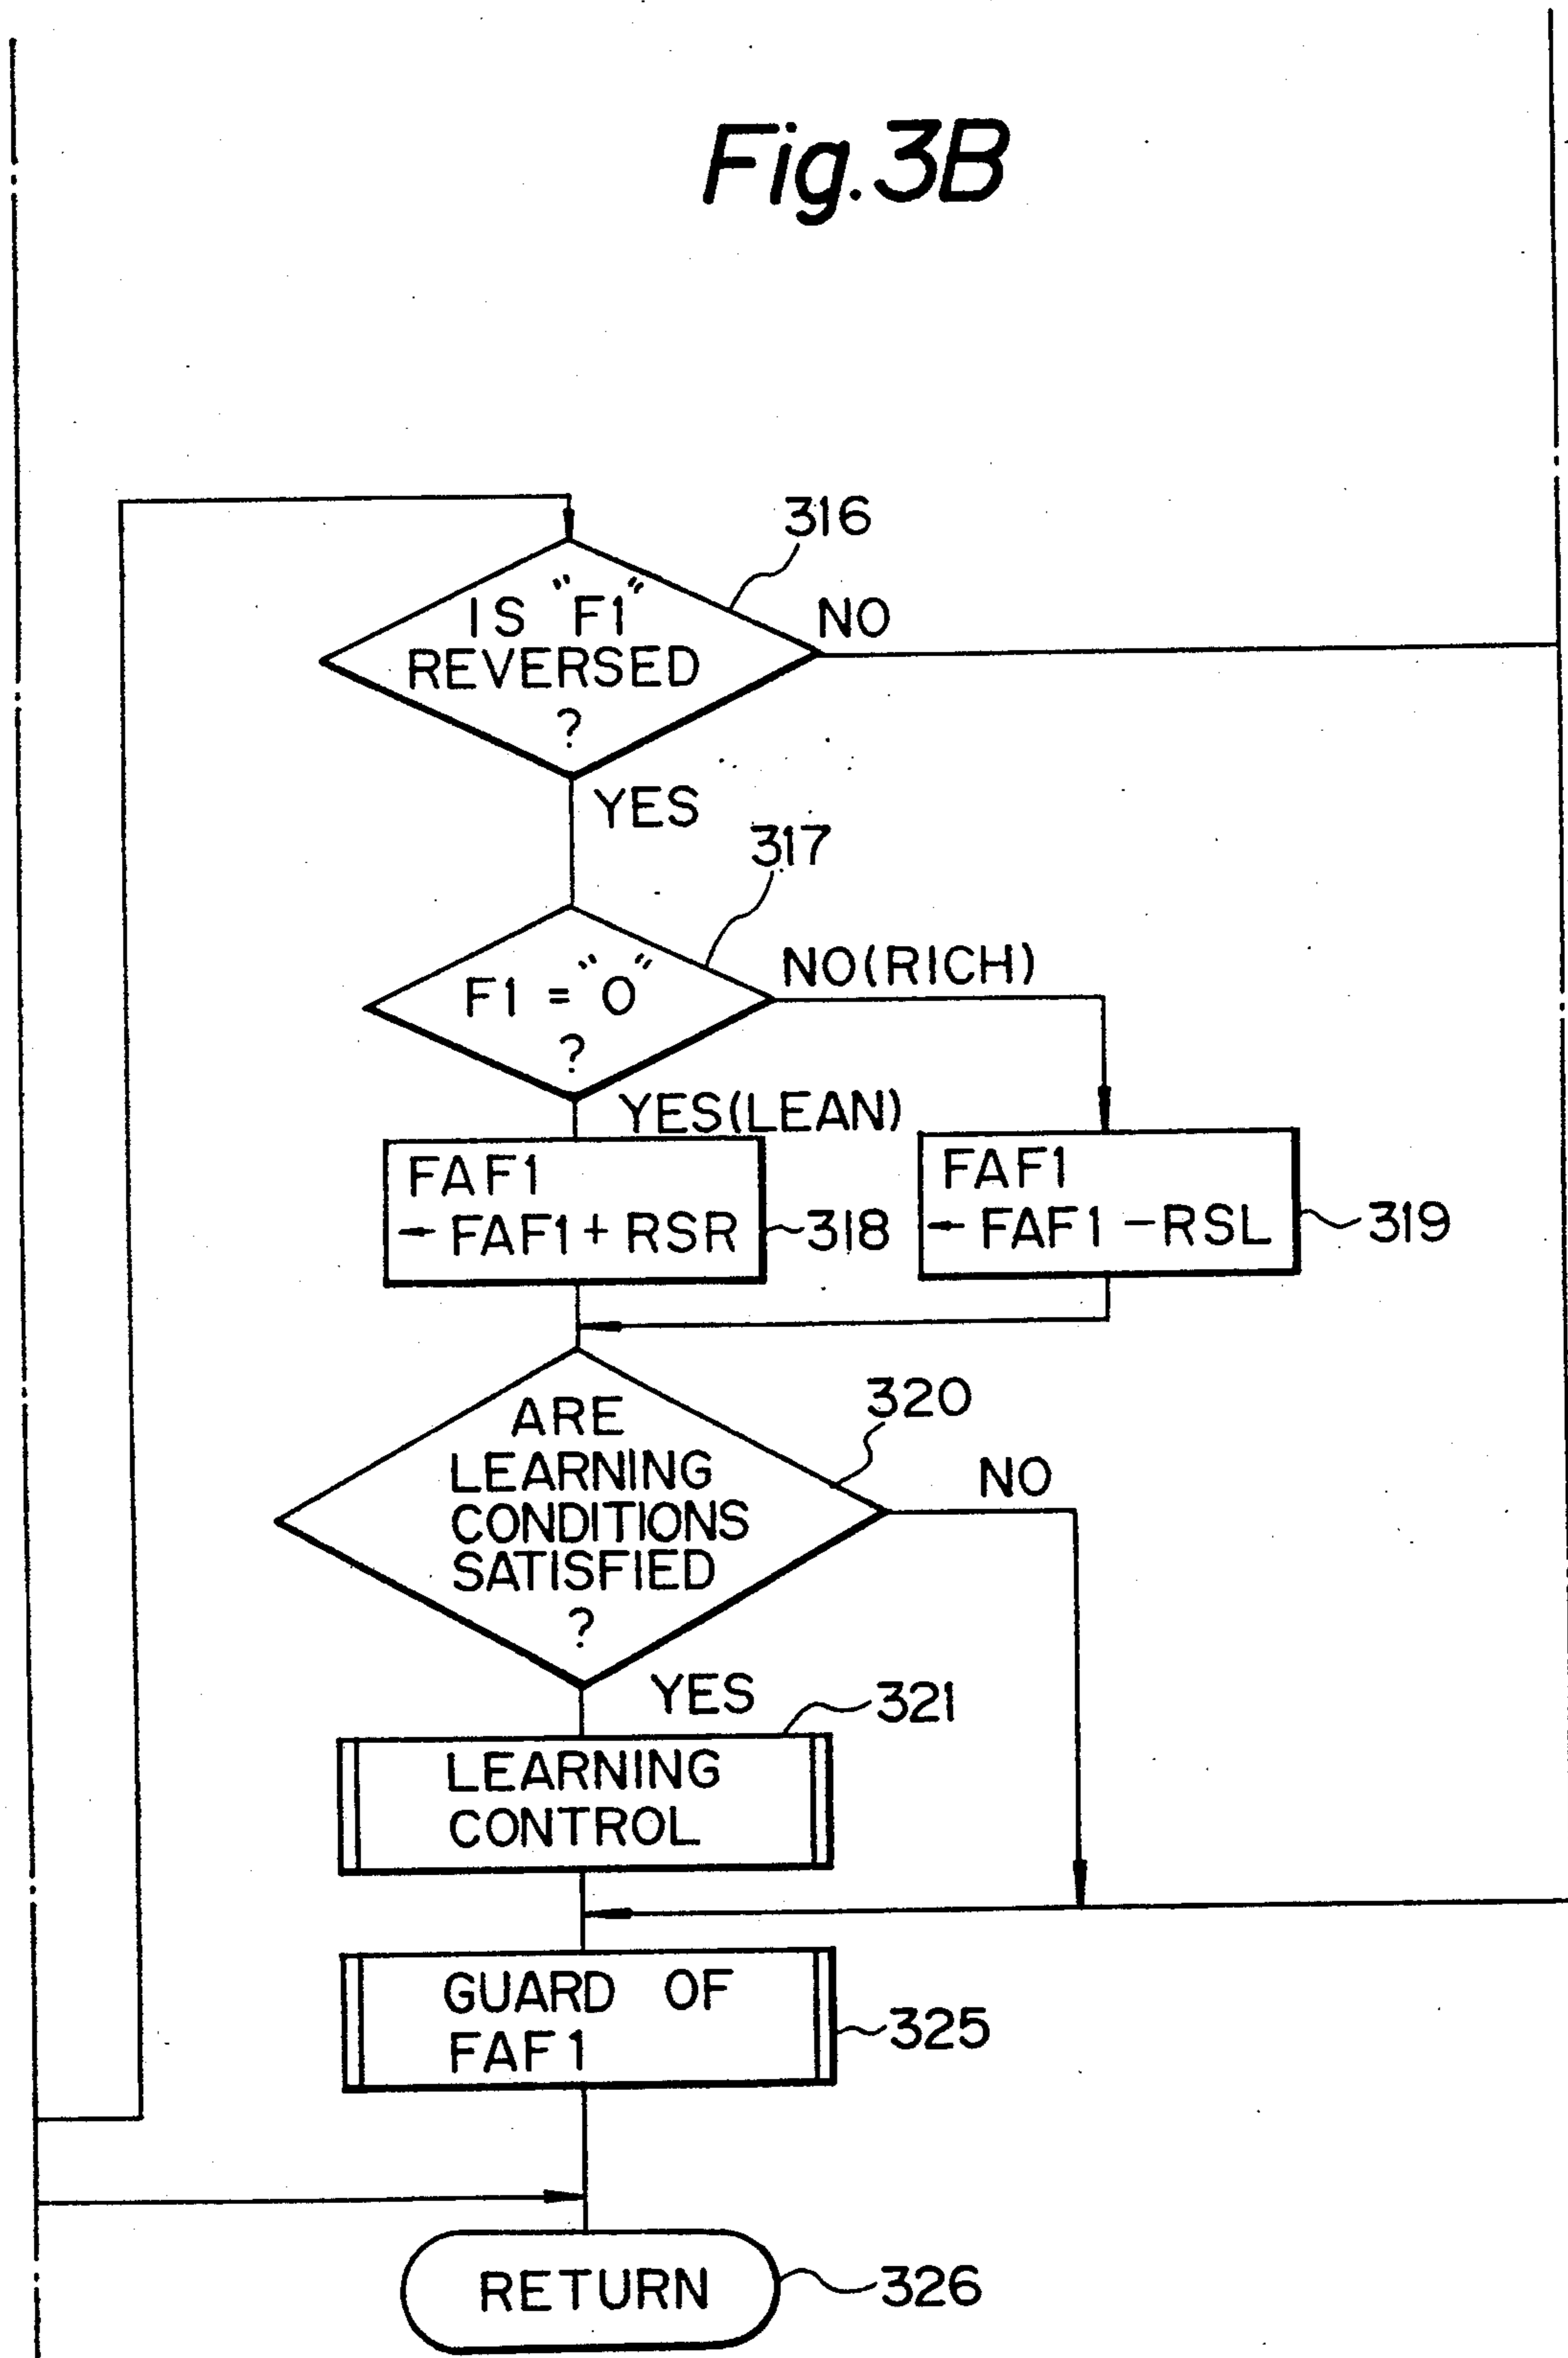 Fig.3B
316
IS "F1"
REVERSED
?
NO
YES
317
F1 = "0"
?
NO(RICH)
YES(LEAN)
FAF1
← FAF1 + RSR
318
FAF1
← FAF1 - RSL
319
320
ARE
LEARNING
CONDITIONS
SATISFIED
?
NO
YES
321
LEARNING
CONTROL
GUARD OF
FAF1
325
RETURN
326